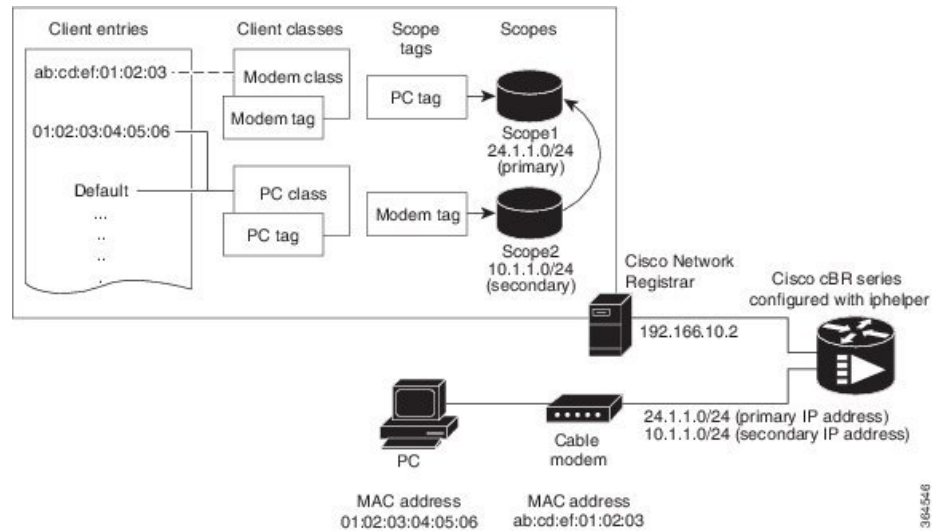 Client entries
Client classes
Scope
tags
Scopes
ab:cd:ef:01:02:03
Modem class
Modem tag
PC tag
Scope1
24.1.1.0/24
(primary)
01:02:03:04:05:06
Default
...
..
..
.
PC class
PC tag
Modem tag
Scope2
10.1.1.0/24
(secondary)
Cisco Network
Registrar
192.166.10.2
Cisco cBR series
configured with iphelper
24.1.1.0/24 (primary IP address)
10.1.1.0/24 (secondary IP address)
PC
Cable
modem
MAC address
01:02:03:04:05:06
MAC address
ab:cd:ef:01:02:03
364546